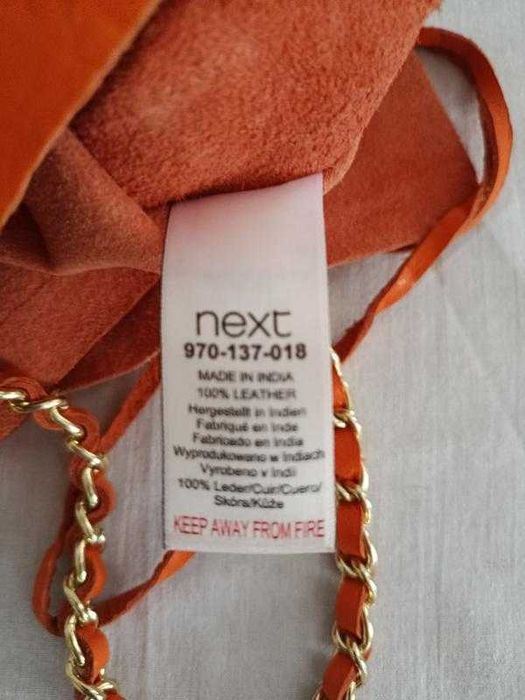 next
970-137-018
MADE IN INDIA
100% LEATHER
Hergestellt in Indien
Fabriqué en Inde
Fabricado en India
Wyprodukowano w Indiach
Vyrobeno v Indii
100% Leder/Cuir/Cuero/
Skóra/Kůže
KEEP AWAY FROM FIRE